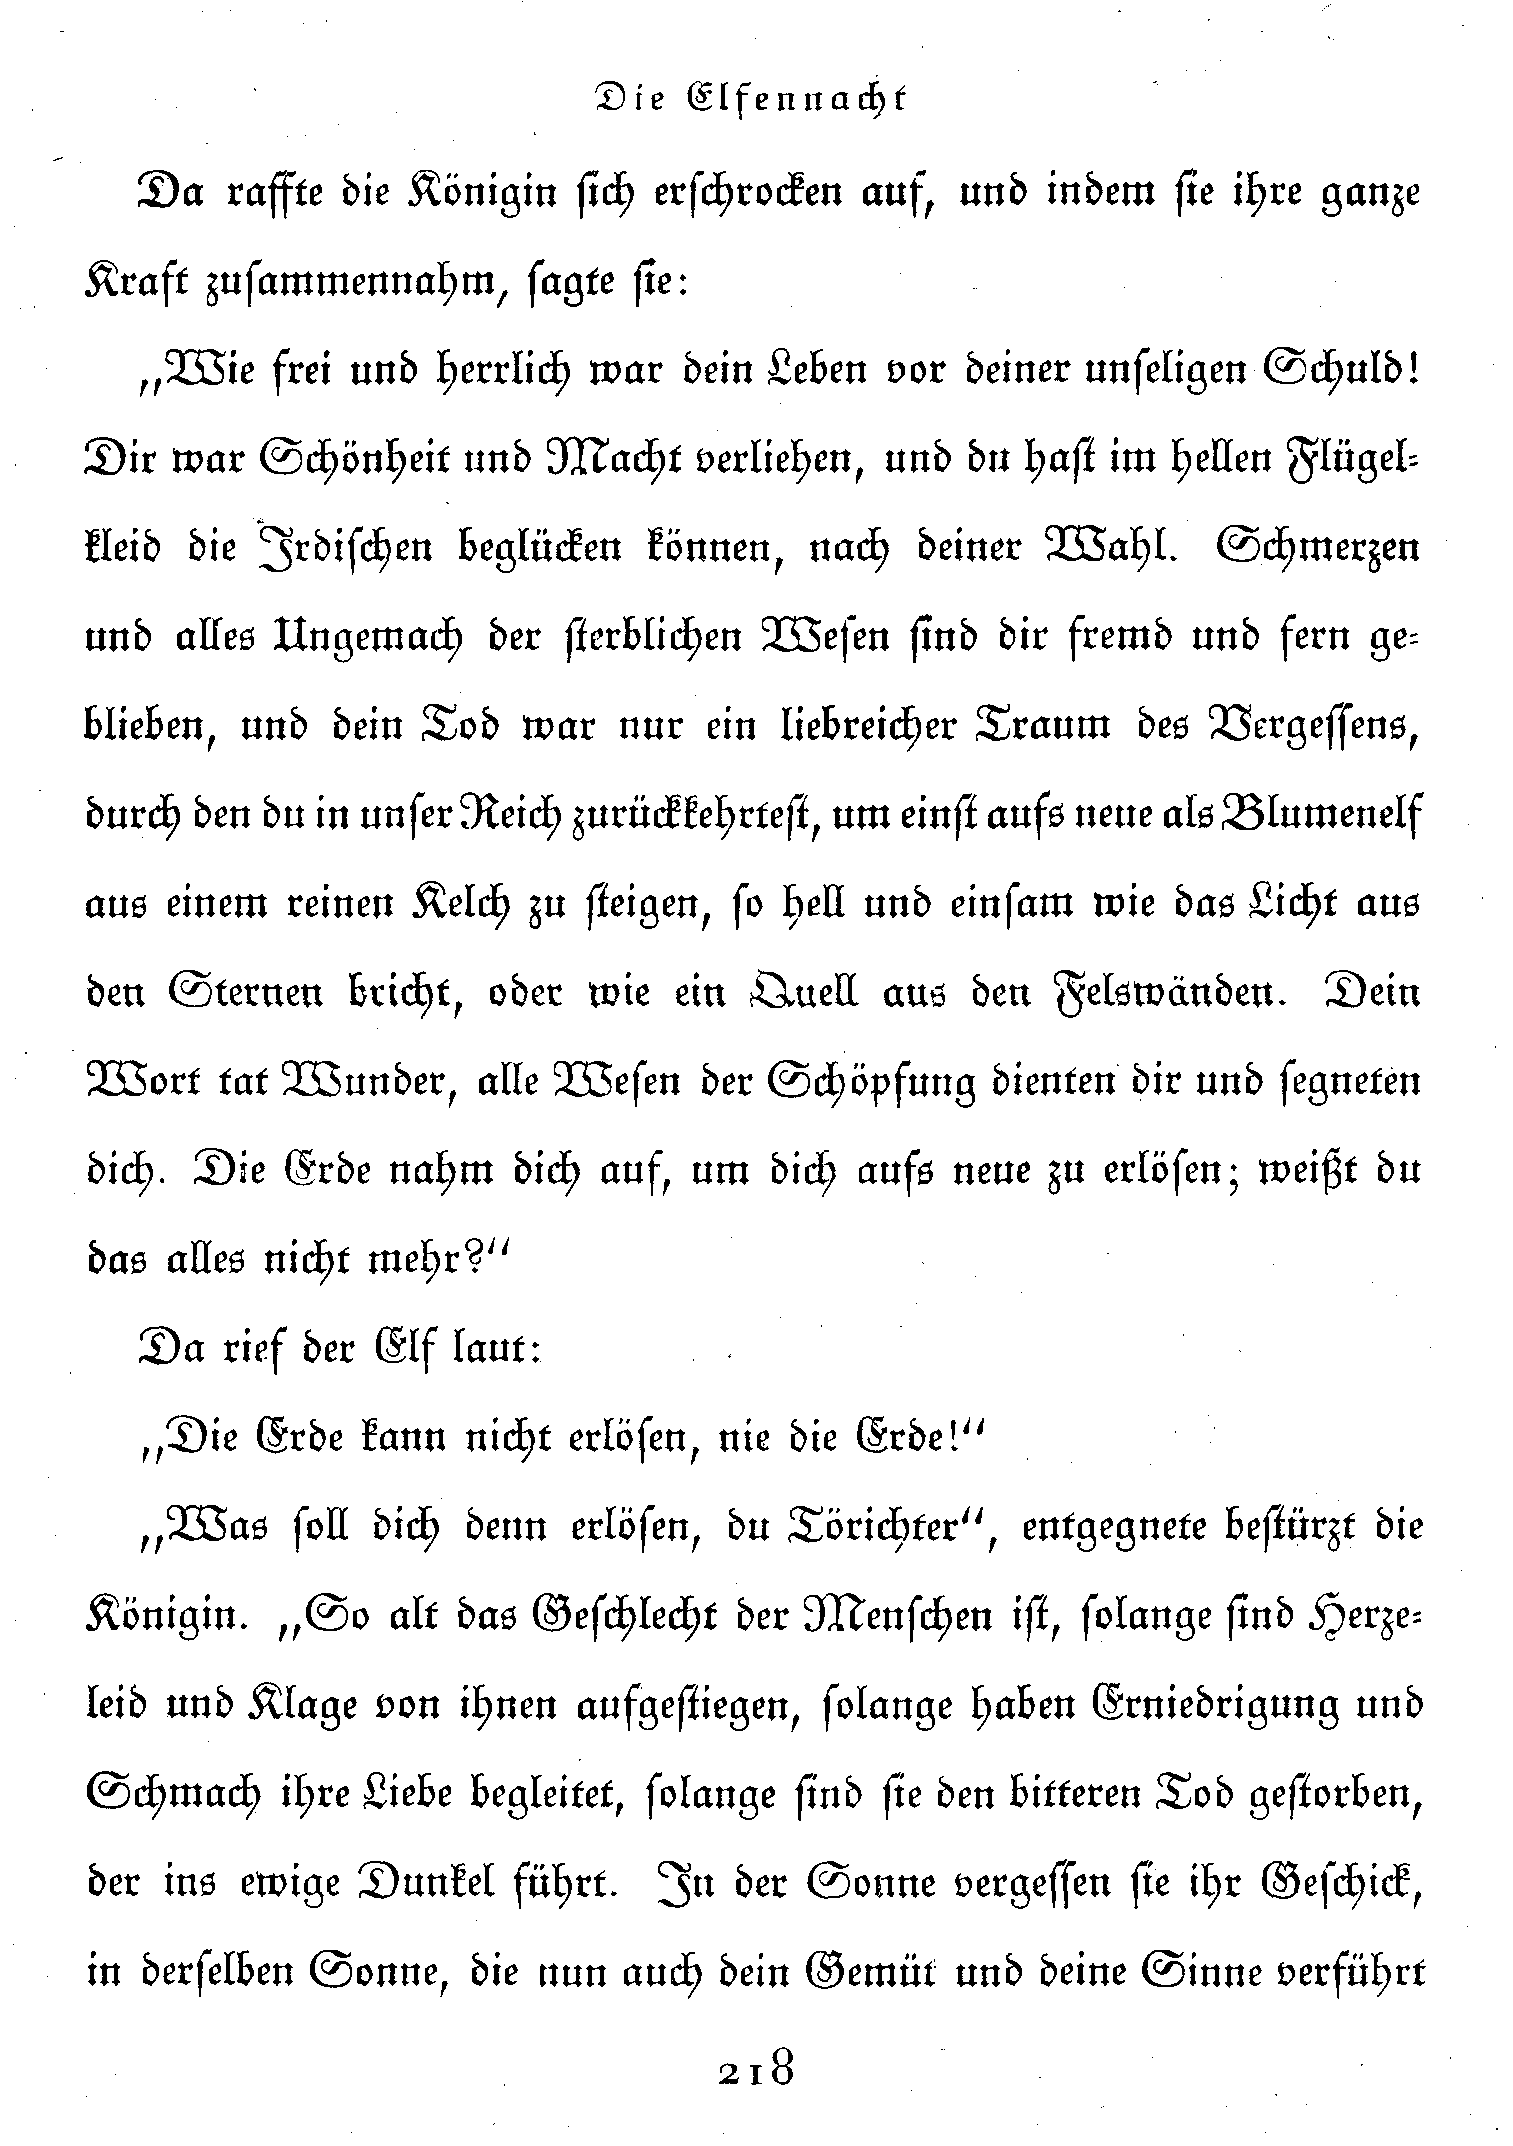 Die Elfennacht
Da raffte die Königin sich erschrocken auf, und indem sie ihre ganze
Kraft zusammennahm, sagte sie:
„Wie frei und herrlich war dein Leben vor deiner unseligen Schuld!
Dir war Schönheit und Macht verliehen, und du hast im hellen Flügel-
kleid die Irdischen beglücken können, nach deiner Wahl. Schmerzen
und alles Ungemach der sterblichen Wesen sind dir fremd und fern ge-
blieben, und dein Tod war nur ein liebreicher Traum des Vergessens,
durch den du in unser Reich zurückkehrtest, um einst aufs neue als Blumenelf
aus einem reinen Kelch zu steigen, so hell und einsam wie das Licht aus
den Sternen bricht, oder wie ein Quell aus den Felswänden. Dein
Wort tat Wunder, alle Wesen der Schöpfung dienten dir und segneten
dich. Die Erde nahm dich auf, um dich aufs neue zu erlösen; weißt du
das alles nicht mehr?“
Da rief der Elf laut:
„Die Erde kann nicht erlösen, nie die Erde!“
„Was soll dich denn erlösen, du Törichter“, entgegnete bestürzt die
Königin. „So alt das Geschlecht der Menschen ist, solange sind Herze-
leid und Klage von ihnen aufgestiegen, solange haben Erniedrigung und
Schmach ihre Liebe begleitet, solange sind sie den bitteren Tod gestorben,
der ins ewige Dunkel führt. In der Sonne vergessen sie ihr Geschick,
in derselben Sonne, die nun auch dein Gemüt und deine Sinne verführt
218